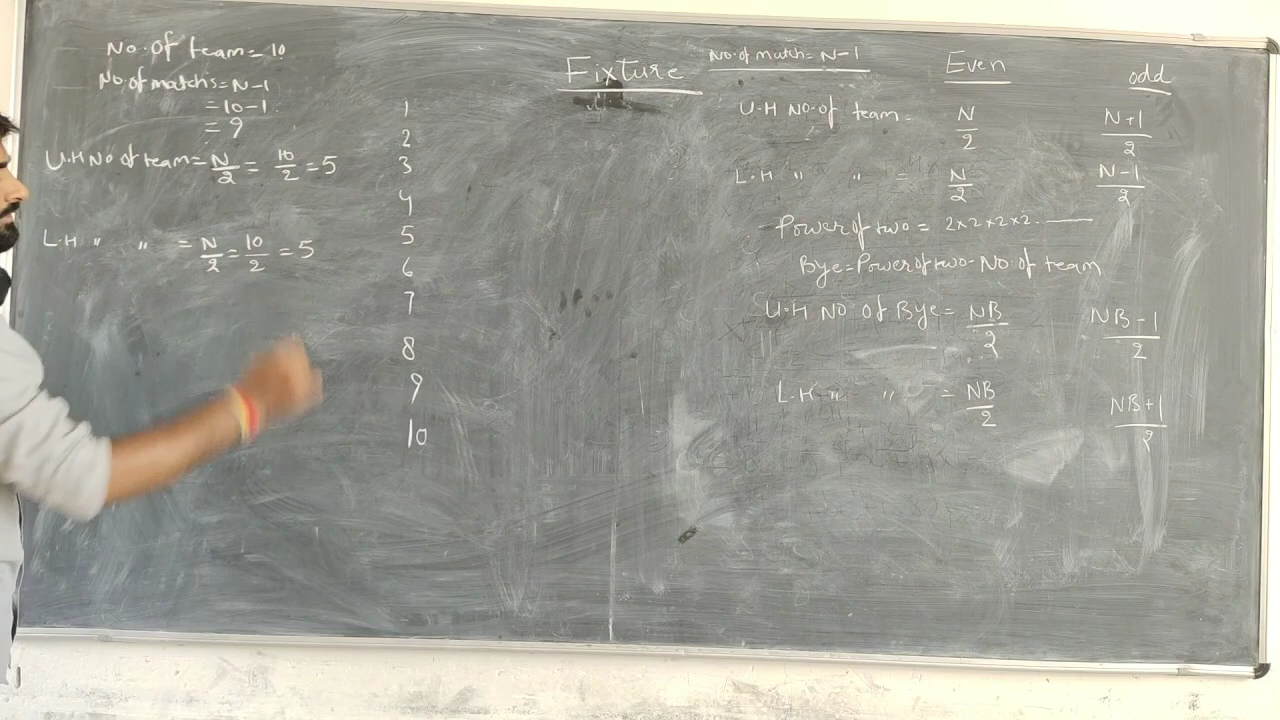 No. of team = 10
No. of matchs = N-1
= 10-1
= 9
U.H No of team = N/2 = 10/2 = 5
L.H " " = N/2 = 10/2 = 5
1
2
3
4
5
6
7
8
9
10
Fixture
No. of match = N-1
Even
odd
U.H No. of team = N/2 N+1/2
L.H " " = N/2 N-1/2
Power of two = 2x2x2x2. —
Bye = Power of two - No. of team
U.H No of Bye = NB/2 NB-1/2
L.H " " = NB/2 NB+1/2